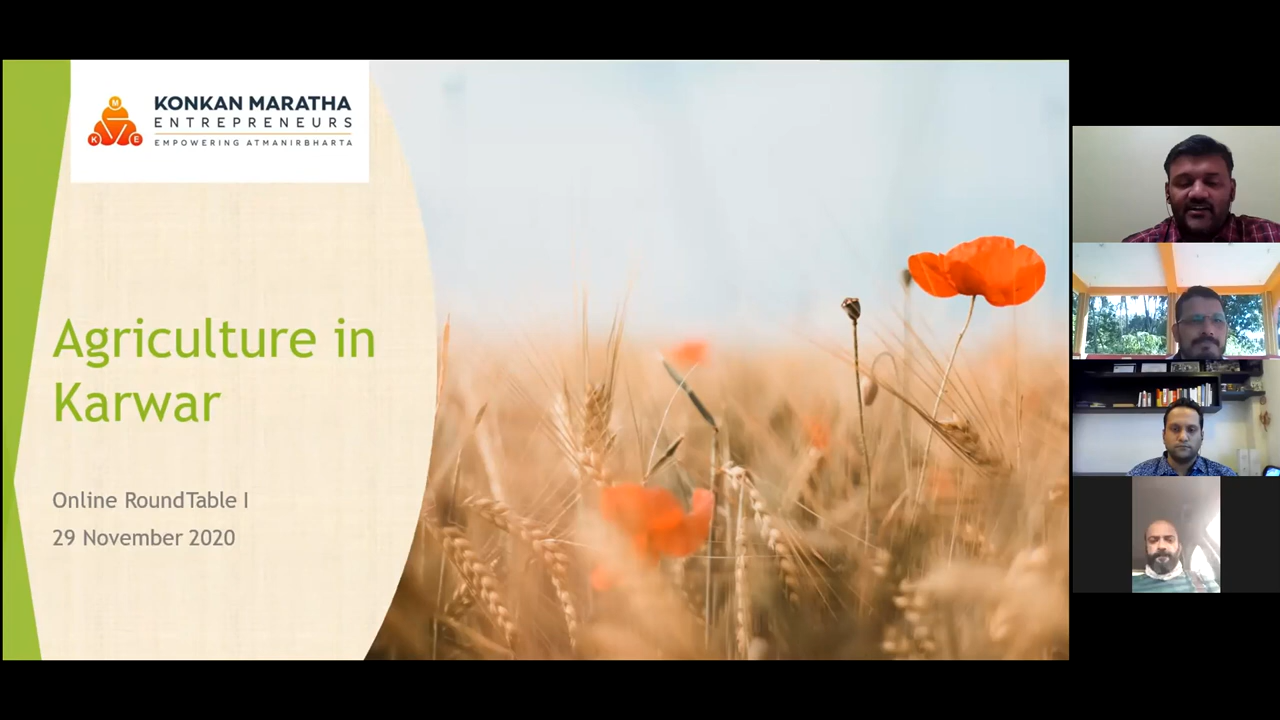 M
K E
KONKAN MARATHA
ENTREPRENEURS
EMPOWERING ATMANIRBHARTA
Agriculture in
Karwar
Online RoundTable I
29 November 2020